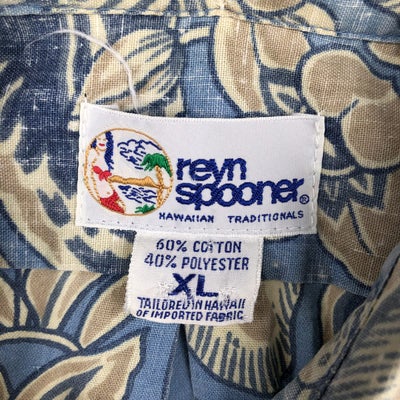 reyn
spooner®
HAWAIIAN TRADITIONALS
60% COTTON
40% POLYESTER
XL
TAILORED IN HAWAII
OF IMPORTED FABRIC